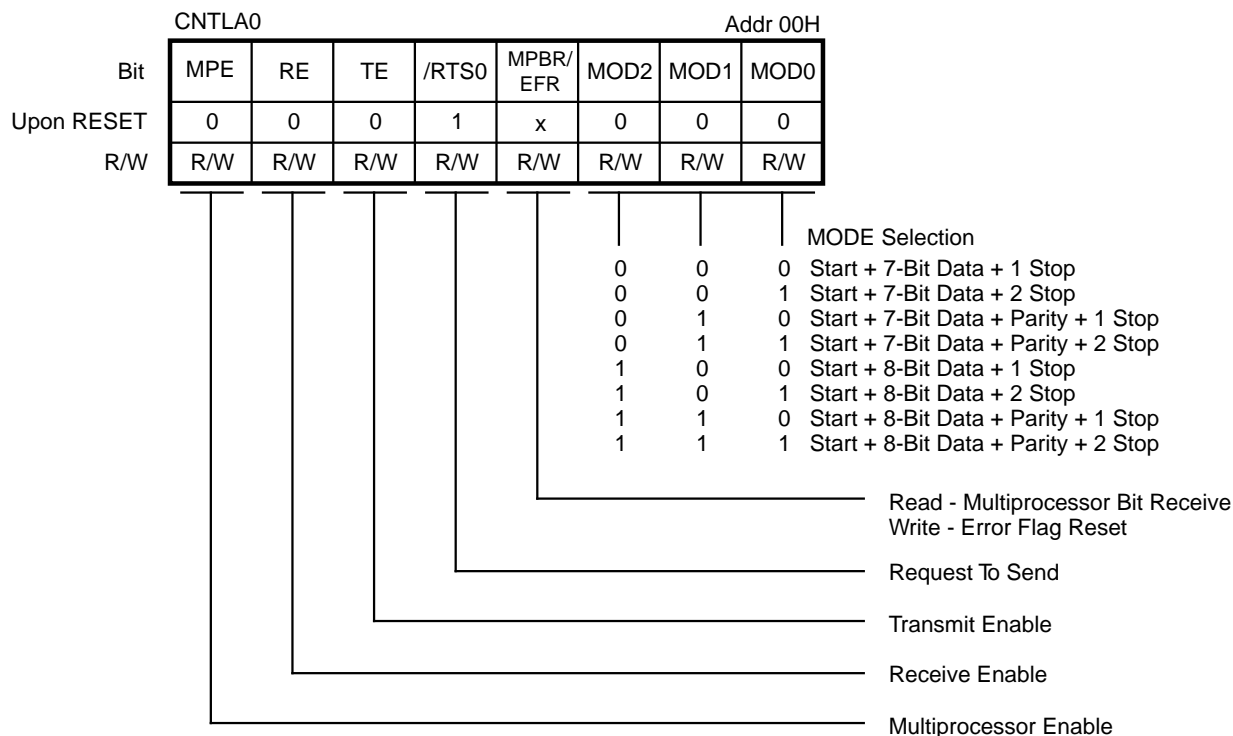 CNTLA0 Addr 00H
Bit MPE RE TE /RTS0 MPBR/ EFR MOD2 MOD1 MOD0
Upon RESET 0 0 0 1 x 0 0 0
R/W R/W R/W R/W R/W R/W R/W R/W R/W
MODE Selection
0 0 0 Start + 7-Bit Data + 1 Stop
0 0 1 Start + 7-Bit Data + 2 Stop
0 1 0 Start + 7-Bit Data + Parity + 1 Stop
0 1 1 Start + 7-Bit Data + Parity + 2 Stop
1 0 0 Start + 8-Bit Data + 1 Stop
1 0 1 Start + 8-Bit Data + 2 Stop
1 1 0 Start + 8-Bit Data + Parity + 1 Stop
1 1 1 Start + 8-Bit Data + Parity + 2 Stop
Read - Multiprocessor Bit Receive
Write - Error Flag Reset
Request To Send
Transmit Enable
Receive Enable
Multiprocessor Enable